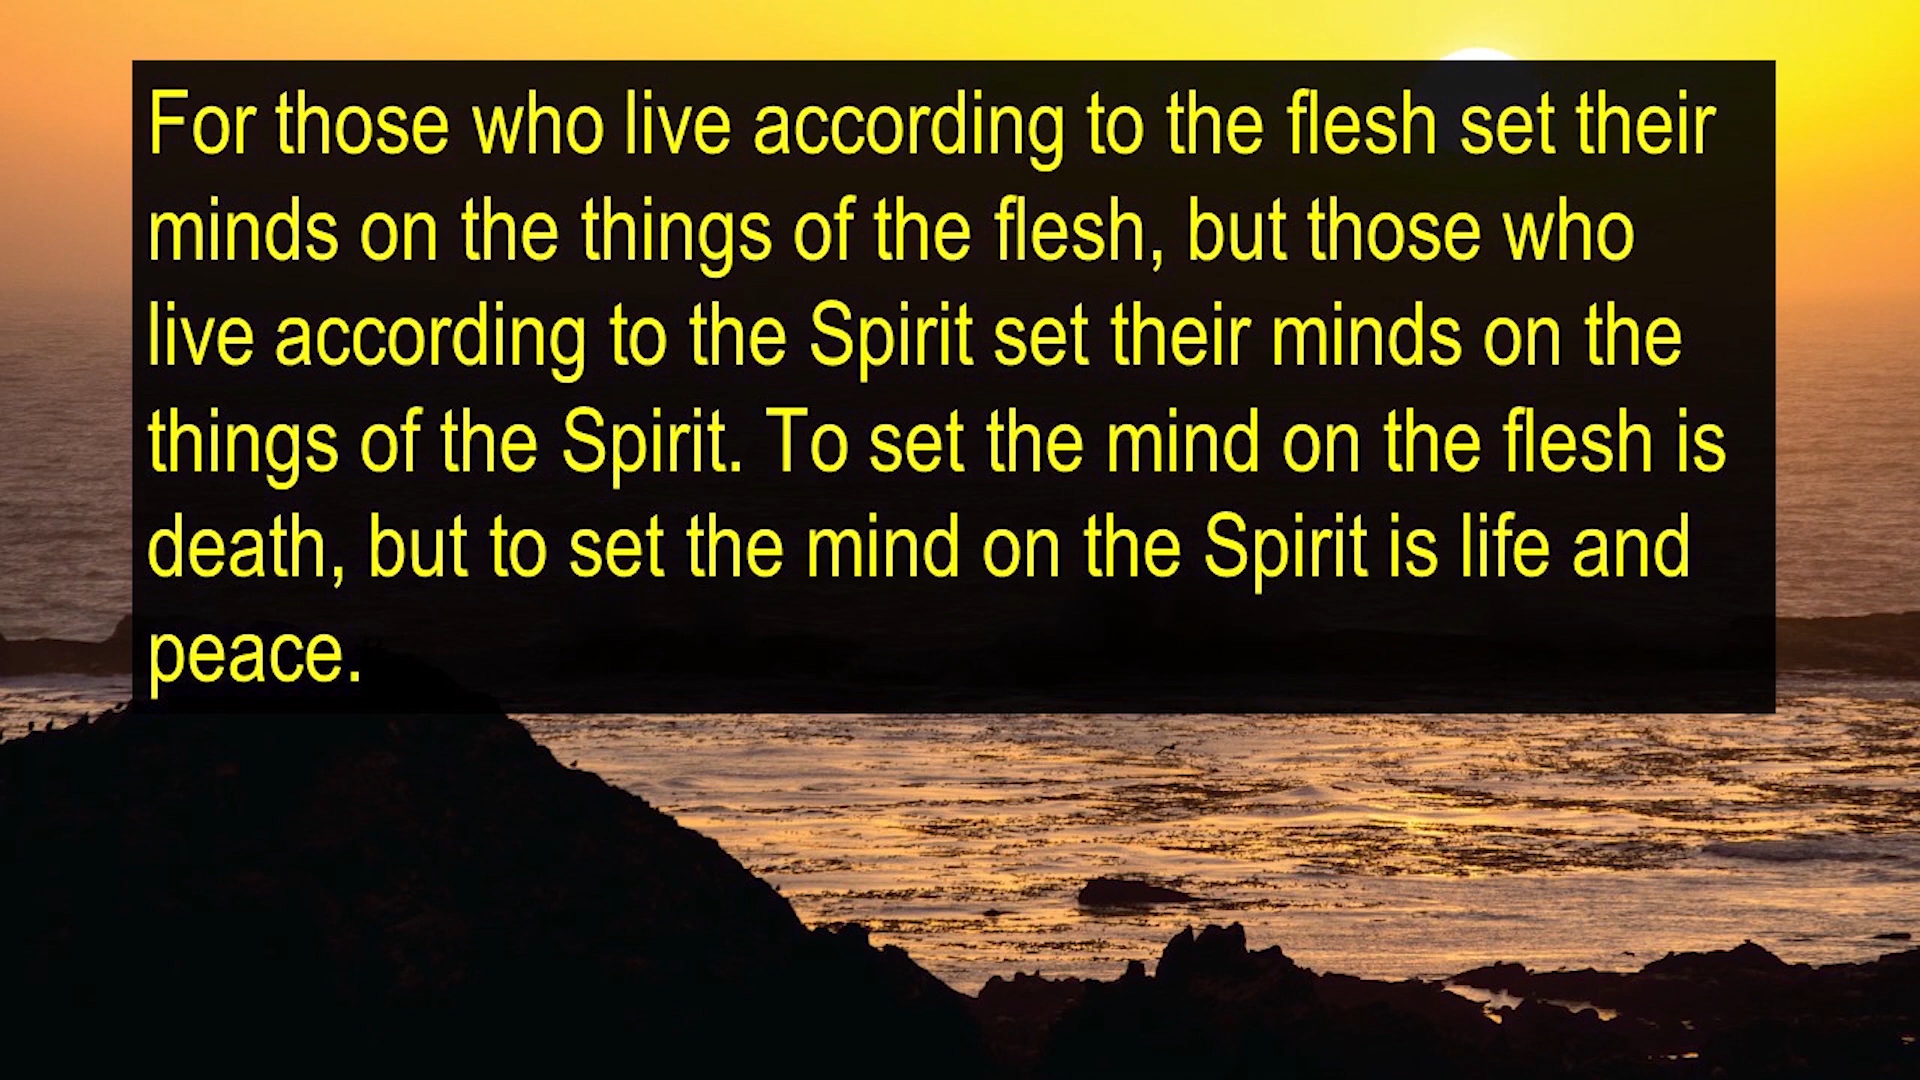 For those who live according to the flesh set their
minds on the things of the flesh, but those who
live according to the Spirit set their minds on the
things of the Spirit. To set the mind on the flesh is
death, but to set the mind on the Spirit is life and
peace.